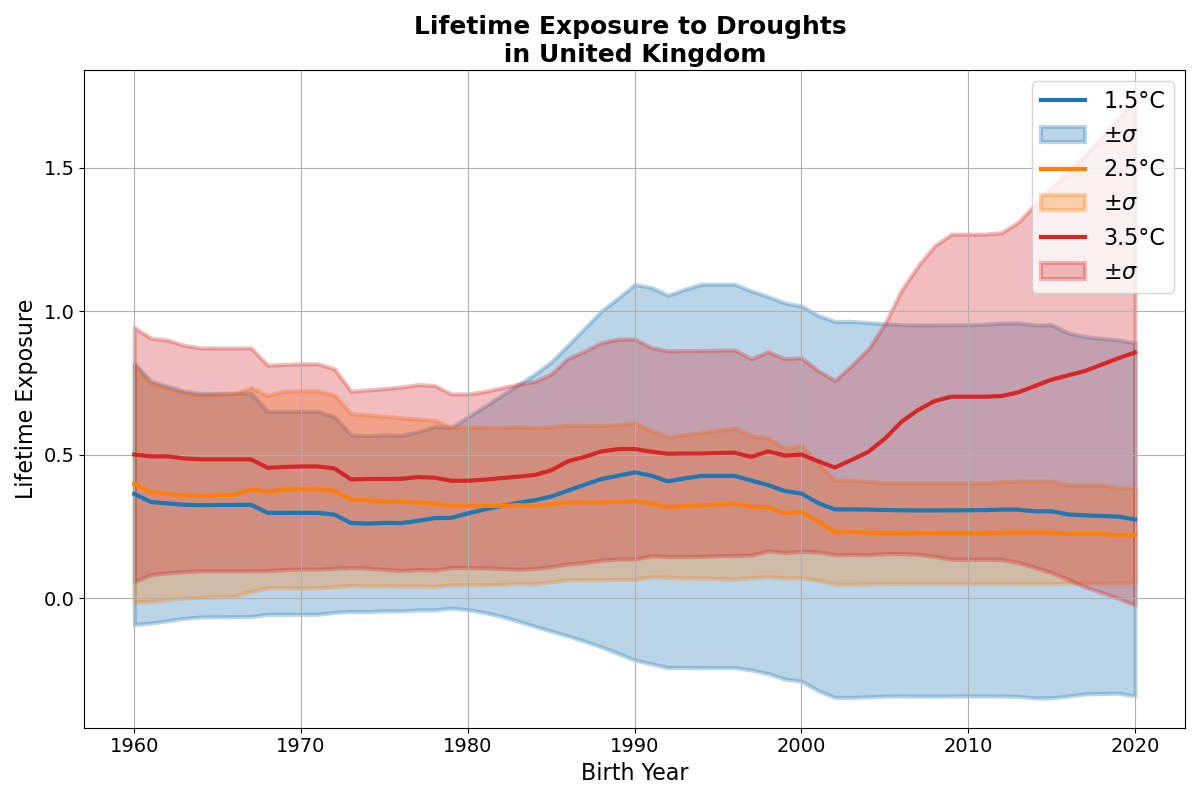 Lifetime Exposure to Droughts
in United Kingdom
1.5°C
±σ
2.5°C
±σ
3.5°C
±σ
Lifetime Exposure
1.5
1.0
0.5
0.0
1960 1970 1980 1990 2000 2010 2020
Birth Year